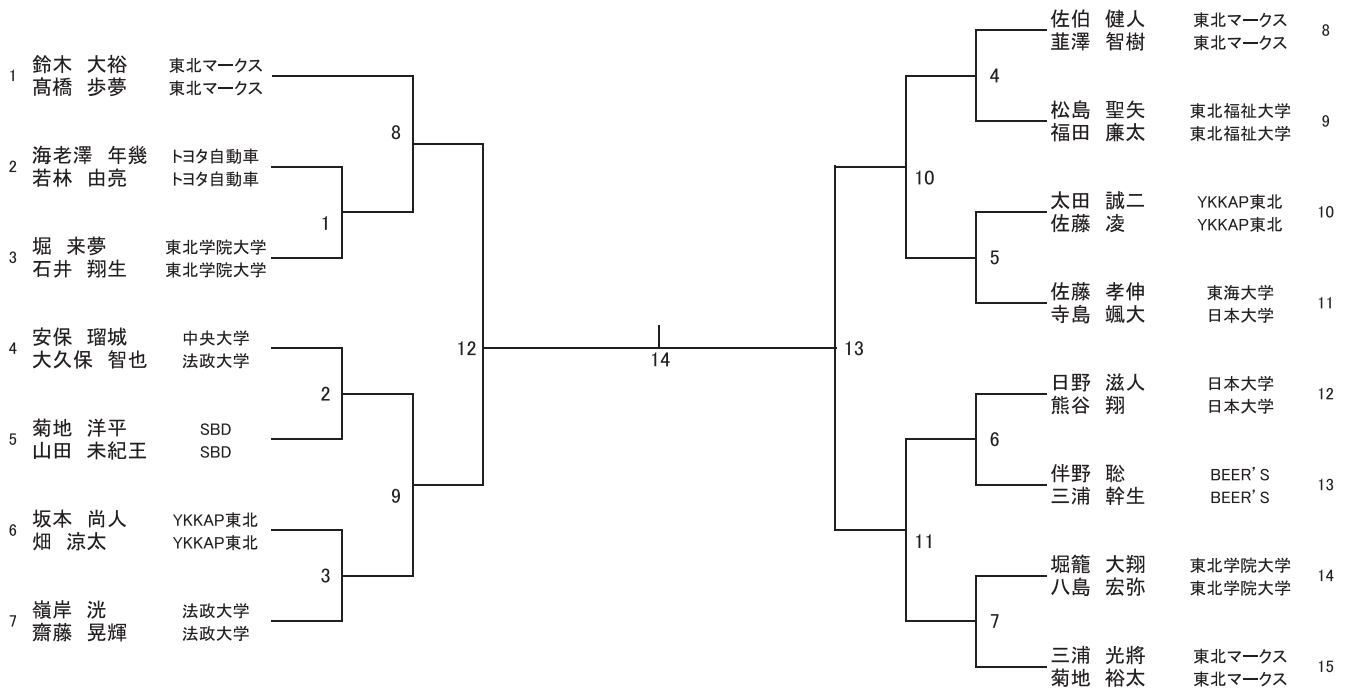 1 鈴木 大裕 東北マークス
髙橋 歩夢 東北マークス
2 海老澤 年幾 トヨタ自動車
若林 由亮 トヨタ自動車
3 堀 来夢 東北学院大学
石井 翔生 東北学院大学
4 安保 瑠城 中央大学
大久保 智也 法政大学
5 菊地 洋平 SBD
山田 未紀王 SBD
6 坂本 尚人 YKKAP東北
畑 涼太 YKKAP東北
7 嶺岸 洸 法政大学
齋藤 晃輝 法政大学
8
1
2
9
3
12
14
13
4
10
5
6
11
7
佐伯 健人 東北マークス 8
韮澤 智樹 東北マークス
松島 聖矢 東北福祉大学 9
福田 廉太 東北福祉大学
太田 誠二 YKKAP東北 10
佐藤 凌 YKKAP東北
佐藤 孝伸 東海大学 11
寺島 颯大 日本大学
日野 滋人 日本大学 12
熊谷 翔 日本大学
伴野 聡 BEER'S 13
三浦 幹生 BEER'S
堀籠 大翔 東北学院大学 14
八島 宏弥 東北学院大学
三浦 光將 東北マークス 15
菊地 裕太 東北マークス